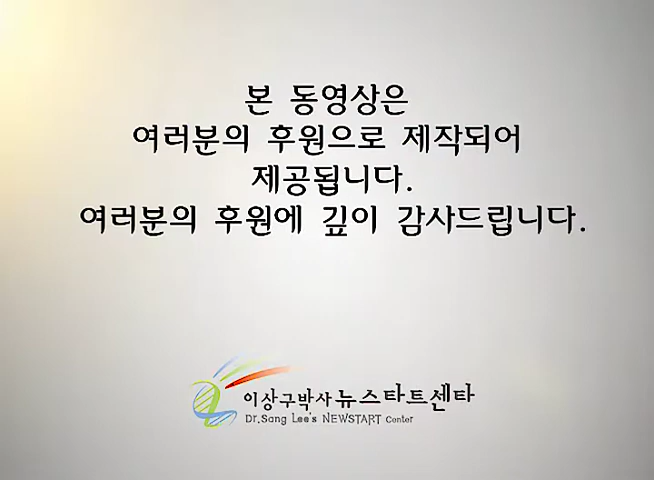 본 동영상은
여러분의 후원으로 제작되어
제공됩니다.
여러분의 후원에 깊이 감사드립니다.
이상구박사 뉴스타트센타
Dr.Sang Lee's NEWSTART Center